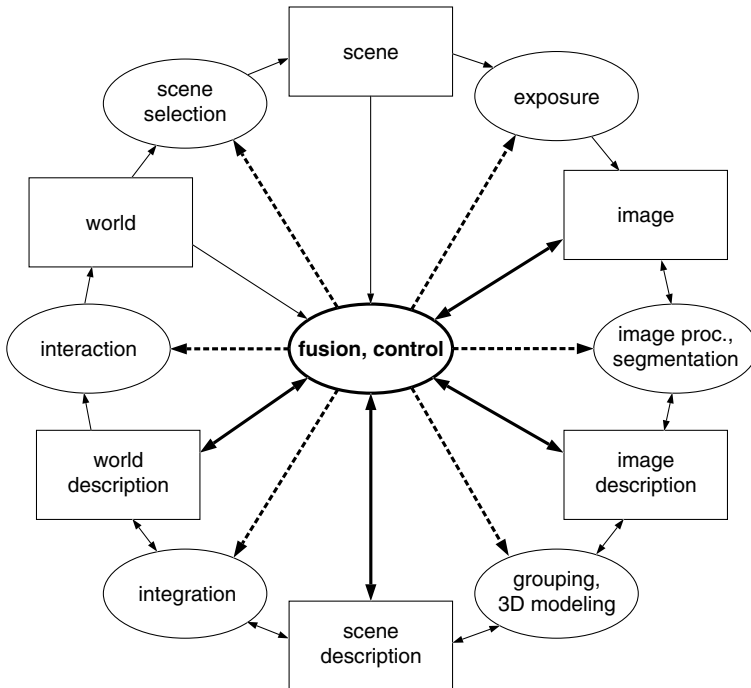 scene
scene
selection
exposure
world
image
interaction
fusion, control
image proc.,
segmentation
world
description
image
description
integration
grouping,
3D modeling
scene
description